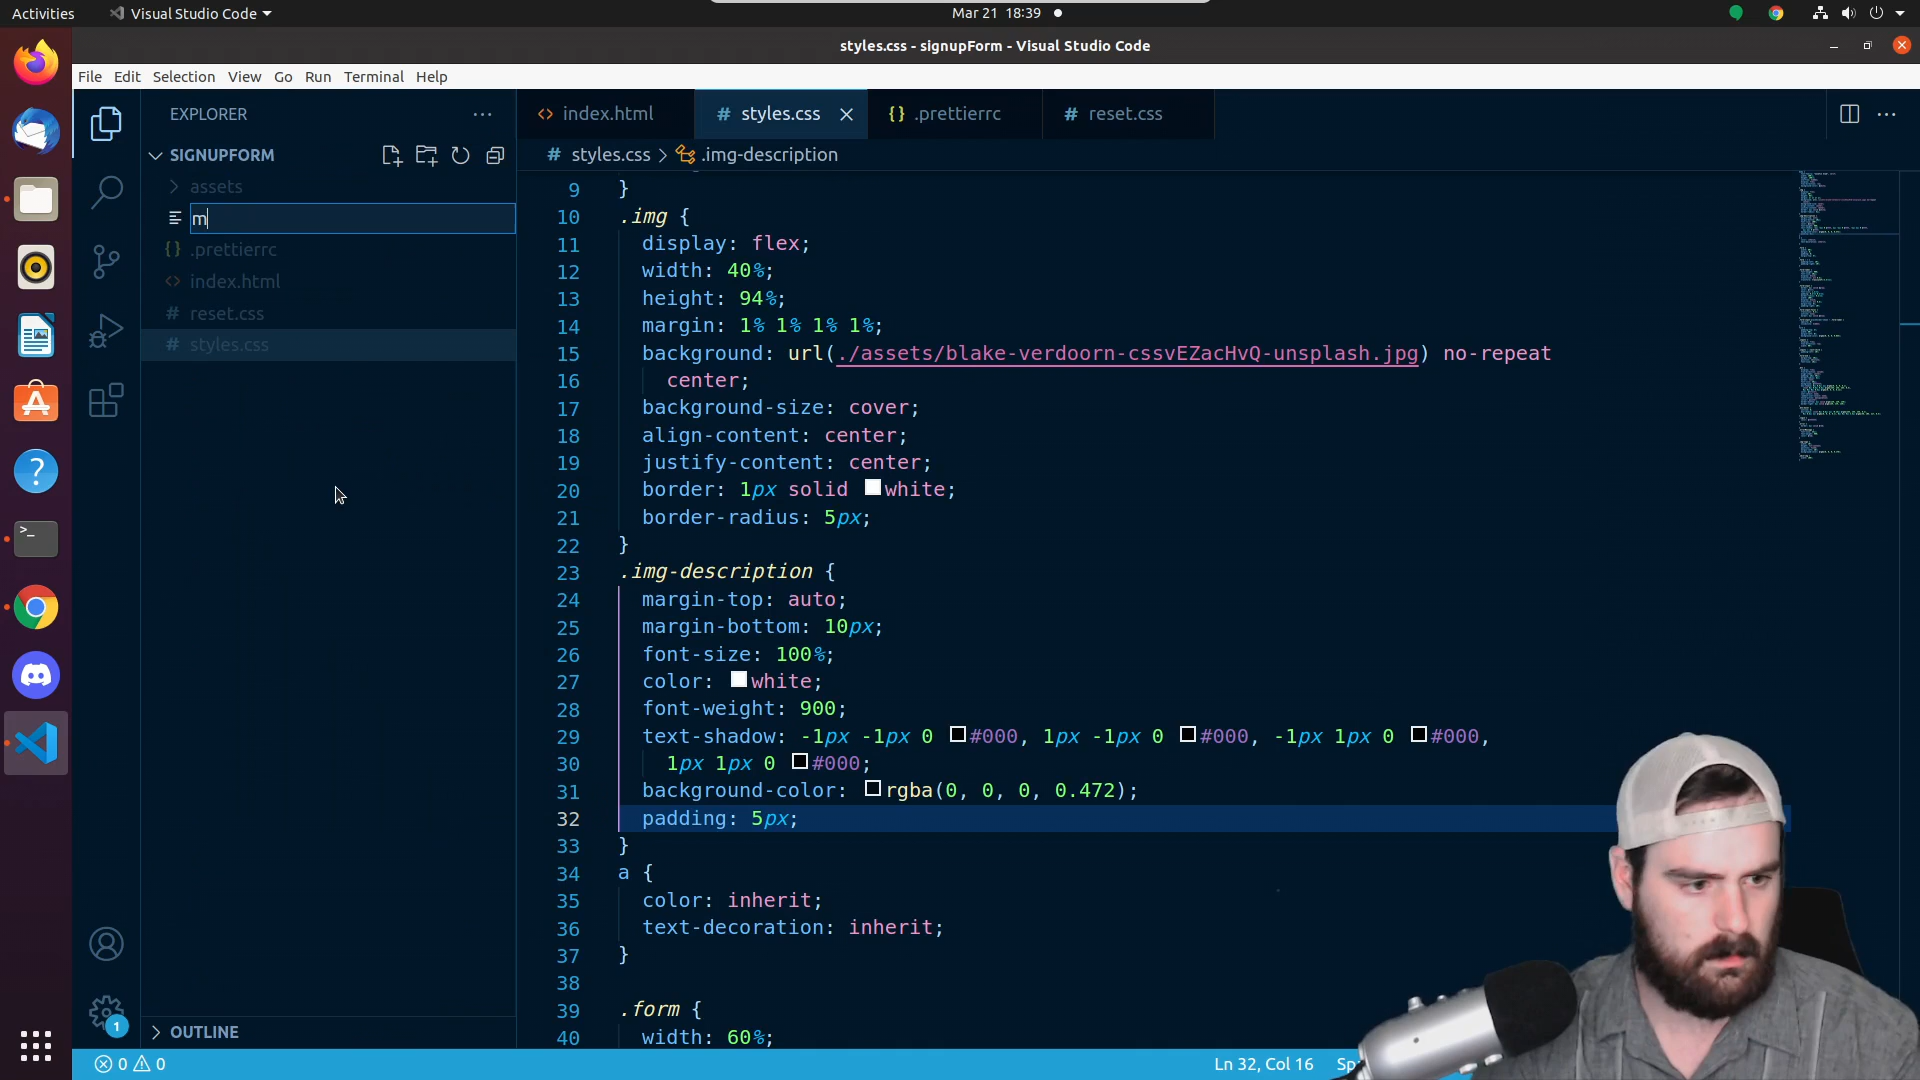 Activities
Visual Studio Code
Mar 21 18:39
styles.css - signupForm - Visual Studio Code
File Edit Selection View Go Run Terminal Help
EXPLORER
SIGNUPFORM
assets
m
.prettierrc
index.html
reset.css
styles.css
OUTLINE
index.html
styles.css
.prettierrc
reset.css
styles.css > .img-description
9 }
10 .img {
11 display: flex;
12 width: 40%;
13 height: 94%;
14 margin: 1% 1% 1% 1%;
15 background: url(./assets/blake-verdoorn-cssvEZacHvQ-unsplash.jpg) no-repeat
16 center;
17 background-size: cover;
18 align-content: center;
19 justify-content: center;
20 border: 1px solid white;
21 border-radius: 5px;
22 }
23 .img-description {
24 margin-top: auto;
25 margin-bottom: 10px;
26 font-size: 100%;
27 color: white;
28 font-weight: 900;
29 text-shadow: -1px -1px 0 #000, 1px -1px 0 #000, -1px 1px 0 #000,
30 1px 1px 0 #000;
31 background-color: rgba(0, 0, 0, 0.472);
32 padding: 5px;
33 }
34 a {
35 color: inherit;
36 text-decoration: inherit;
37 }
38
39 .form {
40 width: 60%;
1
0 0
Ln 32, Col 16